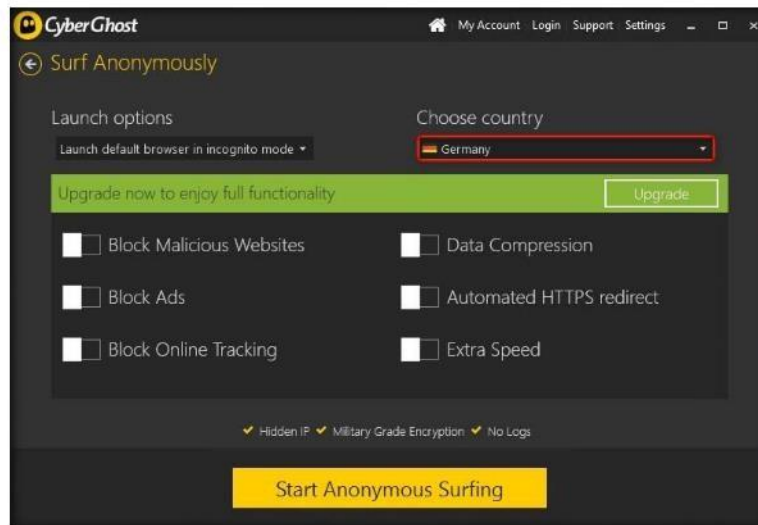 CyberGhost
My Account Login Support Settings
Surf Anonymously
Launch options
Choose country
Launch default browser in incognito mode
Germany
Upgrade now to enjoy full functionality
Upgrade
Block Malicious Websites
Data Compression
Block Ads
Automated HTTPS redirect
Block Online Tracking
Extra Speed
Hidden IP Military Grade Encryption No Logs
Start Anonymous Surfing